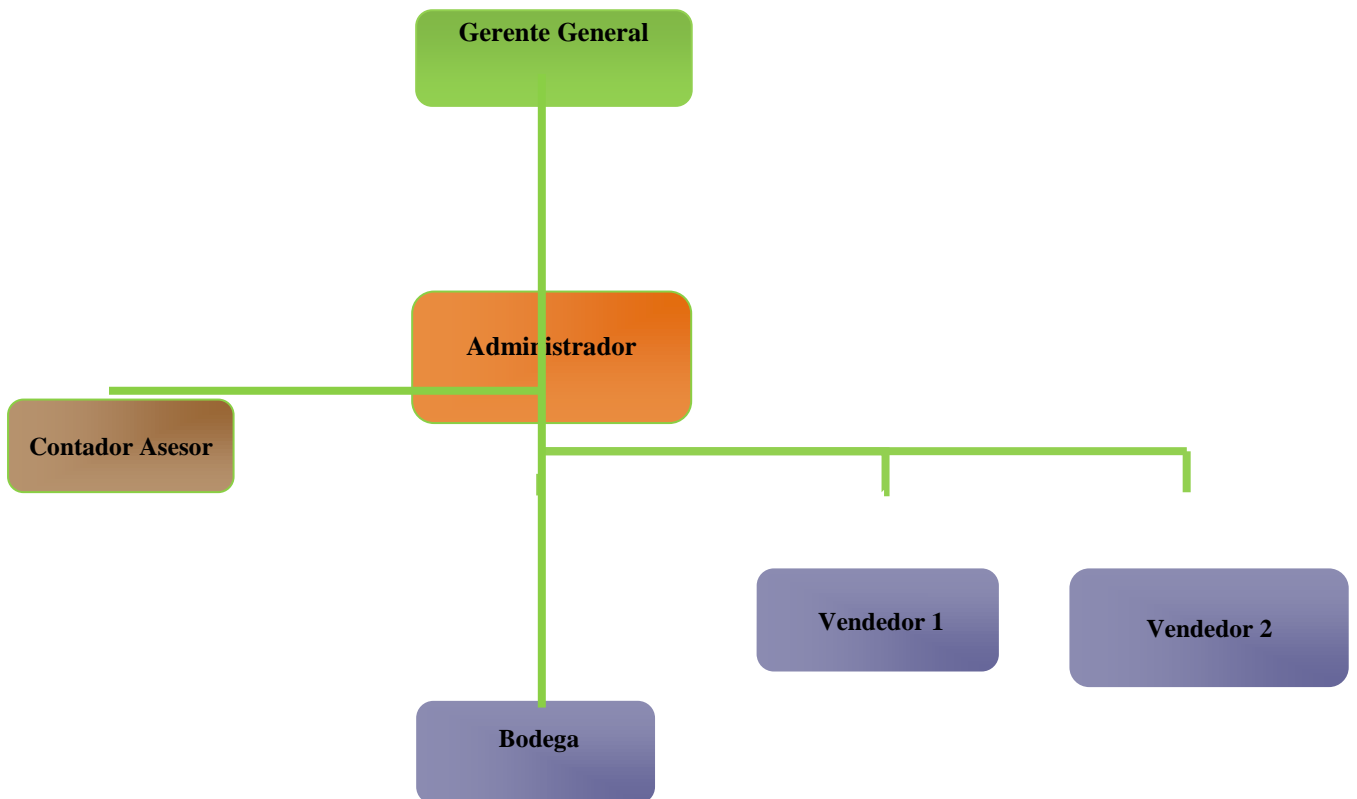 Gerente General
Administrador
Contador Asesor
Vendedor 1
Vendedor 2
Bodega